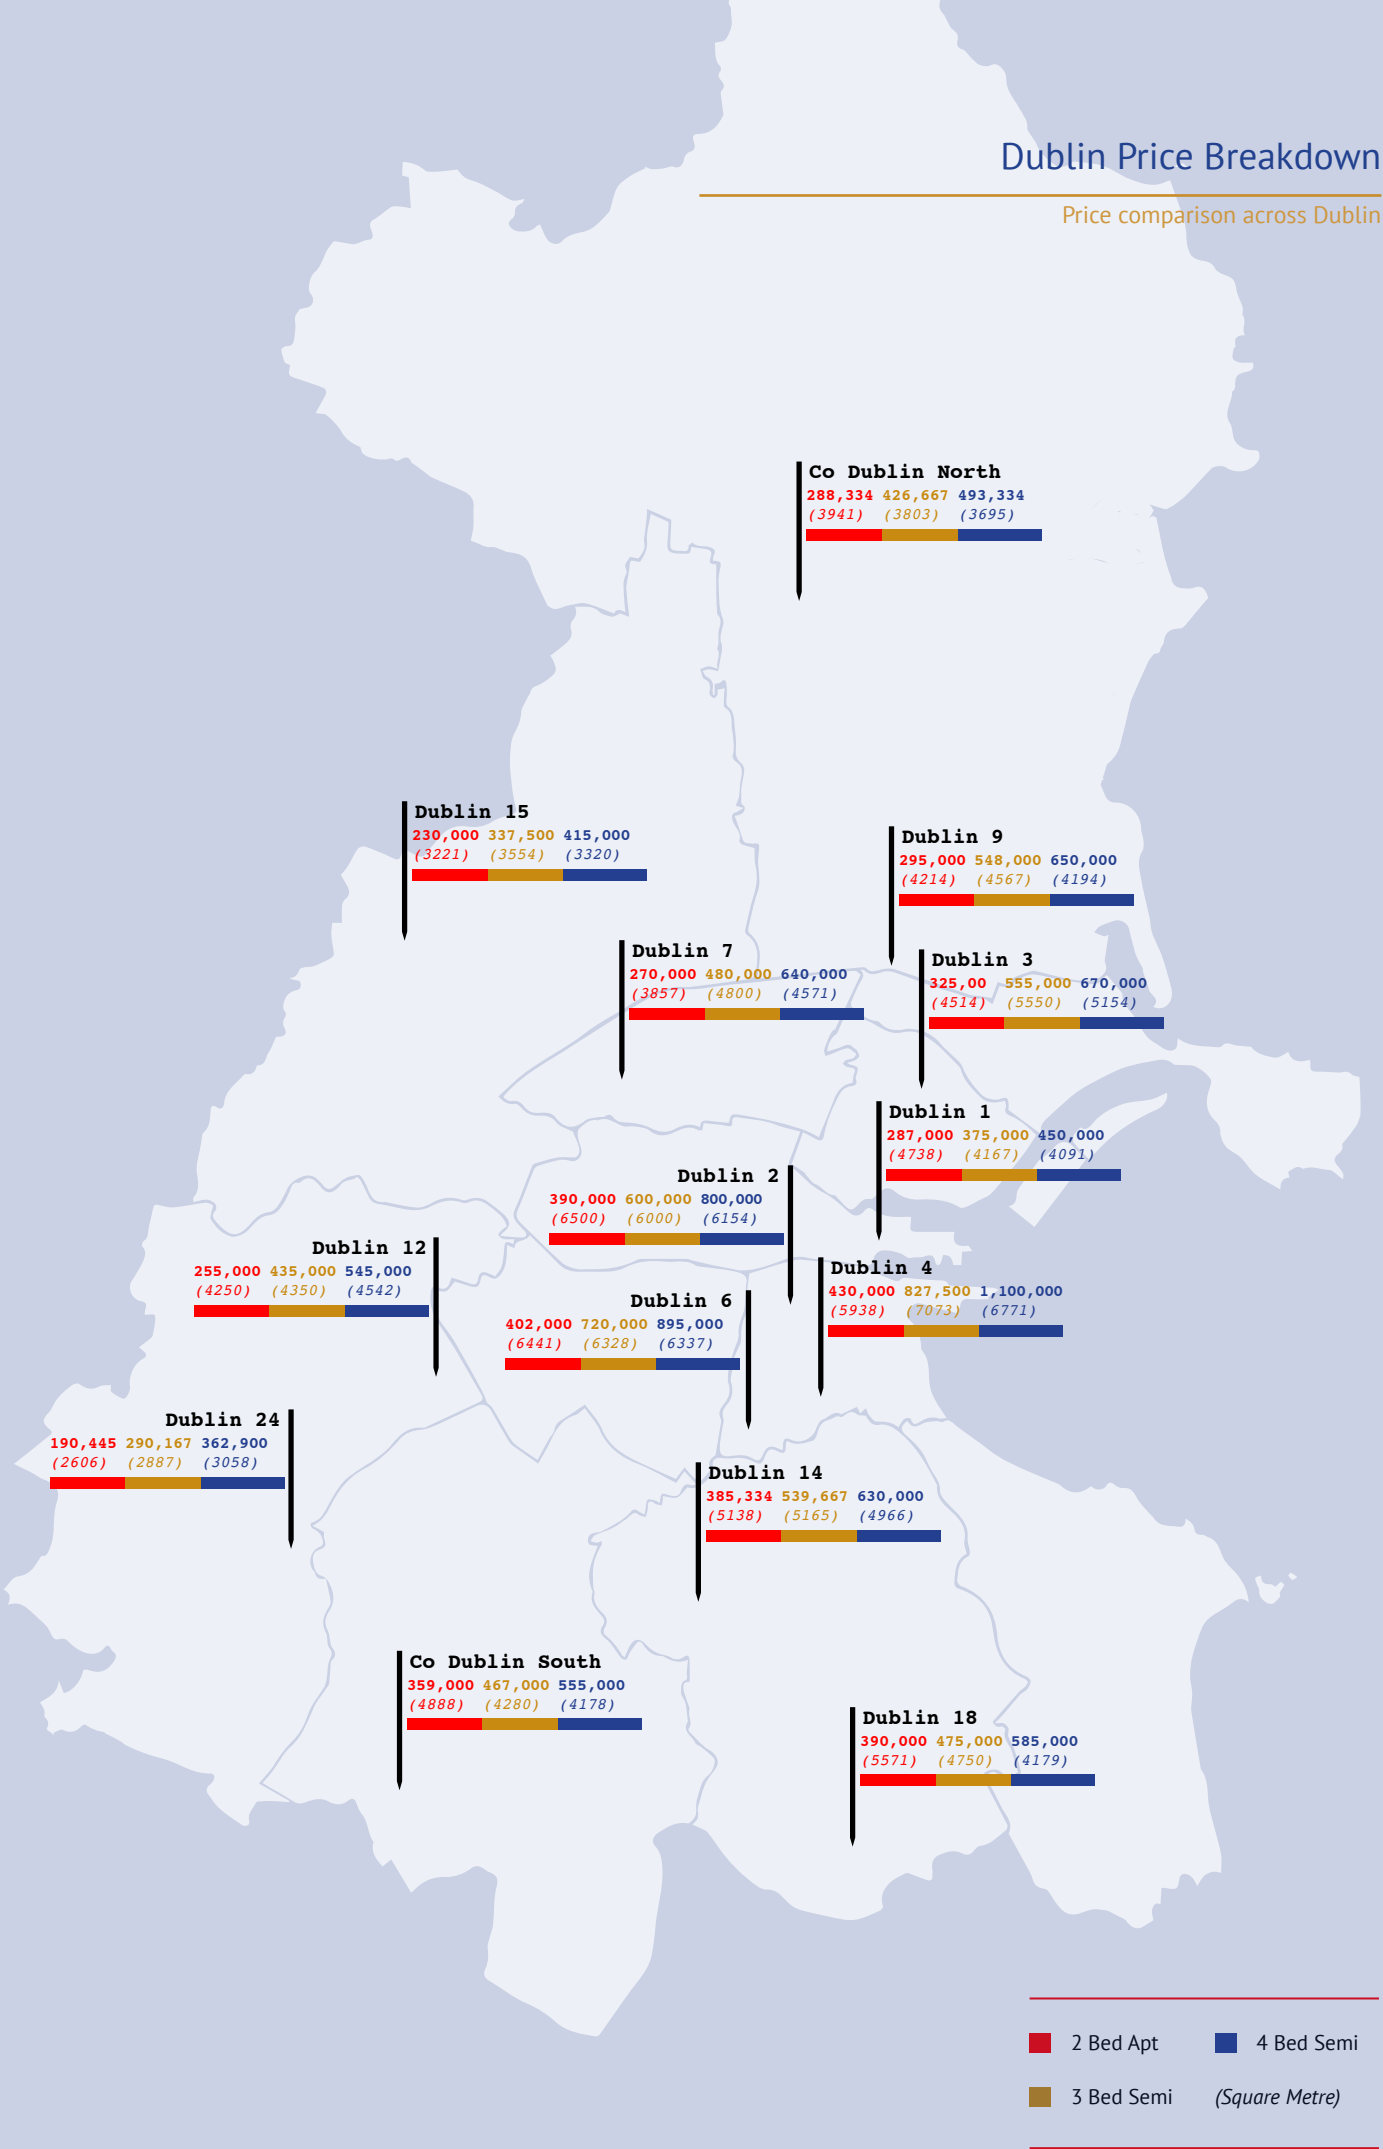 Dublin Price Breakdown
Price comparison across Dublin
Co Dublin North
288,334 426,667 493,334
(3941) (3803) (3695)
Dublin 15
230,000 337,500 415,000
(3221) (3554) (3320)
Dublin 9
295,000 548,000 650,000
(4214) (4567) (4194)
Dublin 7
270,000 480,000 640,000
(3857) (4800) (4571)
Dublin 3
325,00 555,000 670,000
(4514) (5550) (5154)
Dublin 1
287,000 375,000 450,000
(4738) (4167) (4091)
Dublin 2
390,000 600,000 800,000
(6500) (6000) (6154)
Dublin 12
255,000 435,000 545,000
(4250) (4350) (4542)
Dublin 4
430,000 827,500 1,100,000
(5938) (7073) (6771)
Dublin 6
402,000 720,000 895,000
(6441) (6328) (6337)
Dublin 24
190,445 290,167 362,900
(2606) (2887) (3058)
Dublin 14
385,334 539,667 630,000
(5138) (5165) (4966)
Co Dublin South
359,000 467,000 555,000
(4888) (4280) (4178)
Dublin 18
390,000 475,000 585,000
(5571) (4750) (4179)
2 Bed Apt 4 Bed Semi
3 Bed Semi (Square Metre)